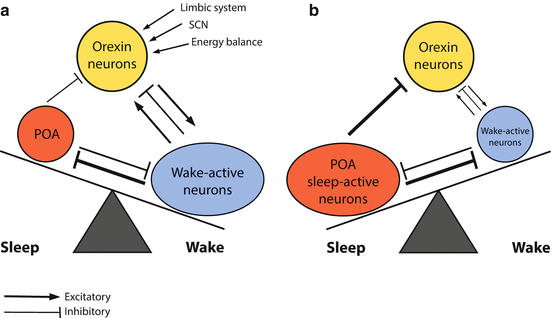 a
Limbic system
SCN
Energy balance
Orexin
neurons
POA
Wake-active
neurons
Sleep
Wake
Excitatory
Inhibitory
b
Orexin
neurons
Wake-active
neurons
POA
sleep-active
neurons
Sleep
Wake